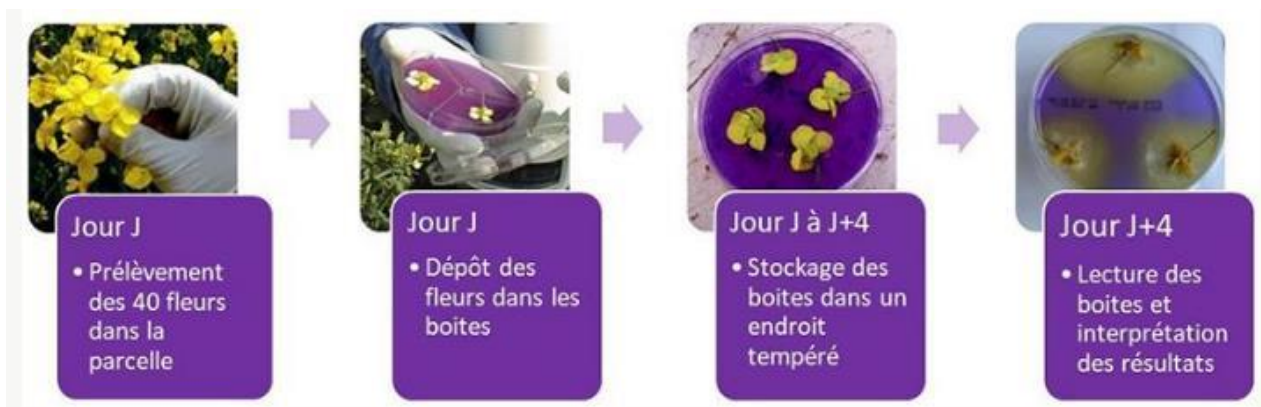 Jour J
• Prélèvement
des 40 fleurs
dans la
parcelle
Jour J
• Dépôt des
fleurs dans les
boites
Jour J à J+4
• Stockage des
boites dans un
endroit
tempéré
Jour J+4
• Lecture des
boites et
interprétation
des résultats